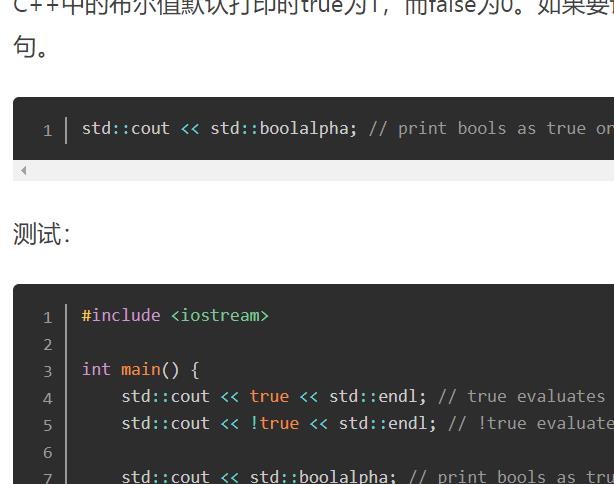 C++中的布尔值默认打印时true为1，而false为0。如果要
句。
1 std::cout << std::boolalpha; // print bools as true or
测试：
1 #include <iostream>
2
3 int main() {
4 std::cout << true << std::endl; // true evaluates
5 std::cout << !true << std::endl; // !true evaluate
6
7 std::cout << std::boolalpha; // print bools as tru